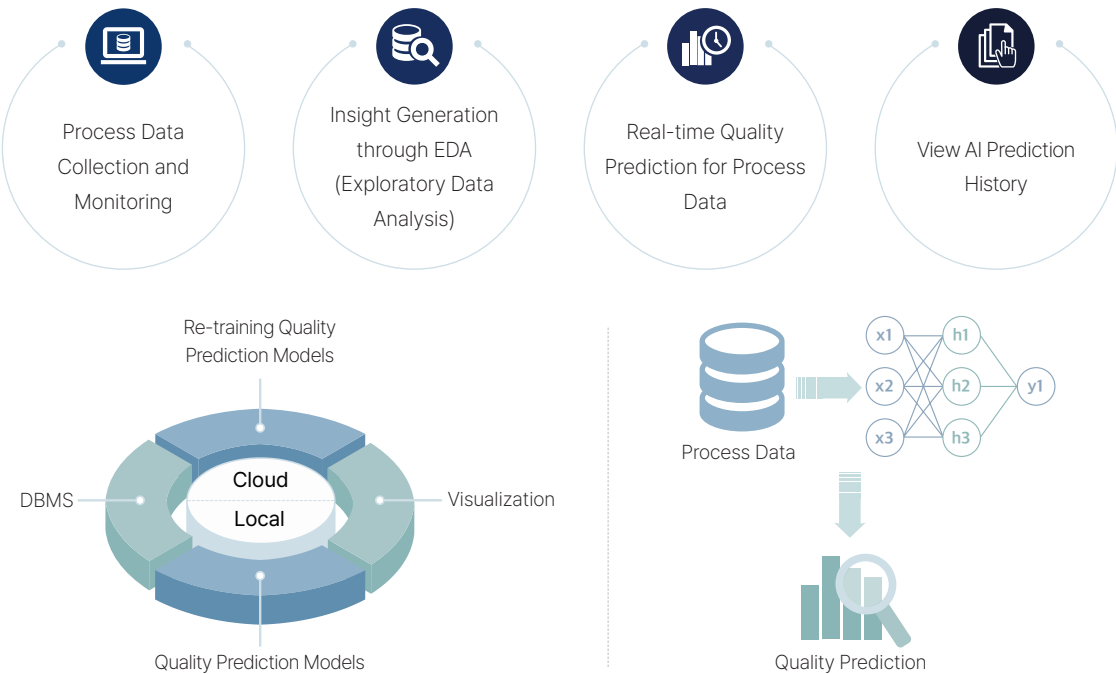 Process Data
Collection and
Monitoring
Insight Generation
through EDA
(Exploratory Data
Analysis)
Real-time Quality
Prediction for Process
Data
View AI Prediction
History
Re-training Quality
Prediction Models
DBMS
Cloud
Local
Visualization
Quality Prediction Models
Process Data
x1
h1
x2
h2
y1
x3
h3
Quality Prediction